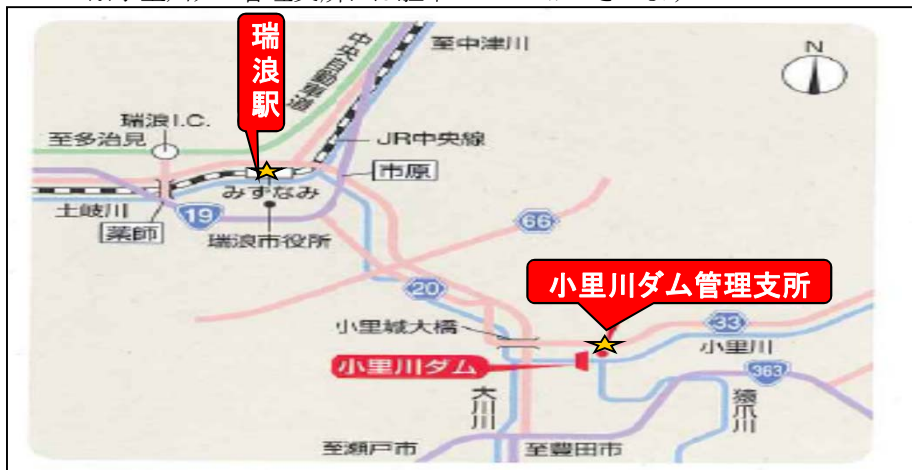 瑞浪駅
中央自動車道
至中津川
N
瑞浪I.C.
至多治見
JR中央線
市原
みずなみ
土岐川
19
薬師
瑞浪市役所
66
20
小里川ダム管理支所
33
小里城大橋
小里川
小里川ダム
363
大川川
猿爪川
至瀬戸市
至豊田市